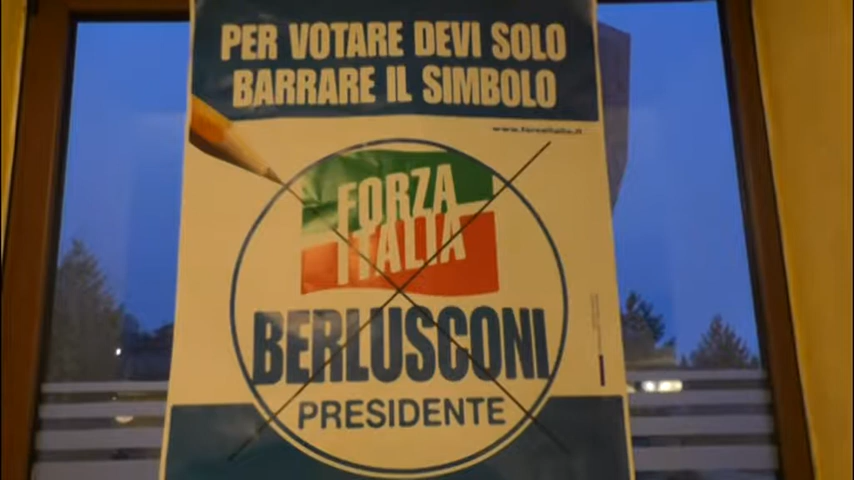 PER VOTARE DEVI SOLO
BARRARE IL SIMBOLO
www.forzaitalia.it
FORZA
ITALIA
BERLUSCONI
PRESIDENTE